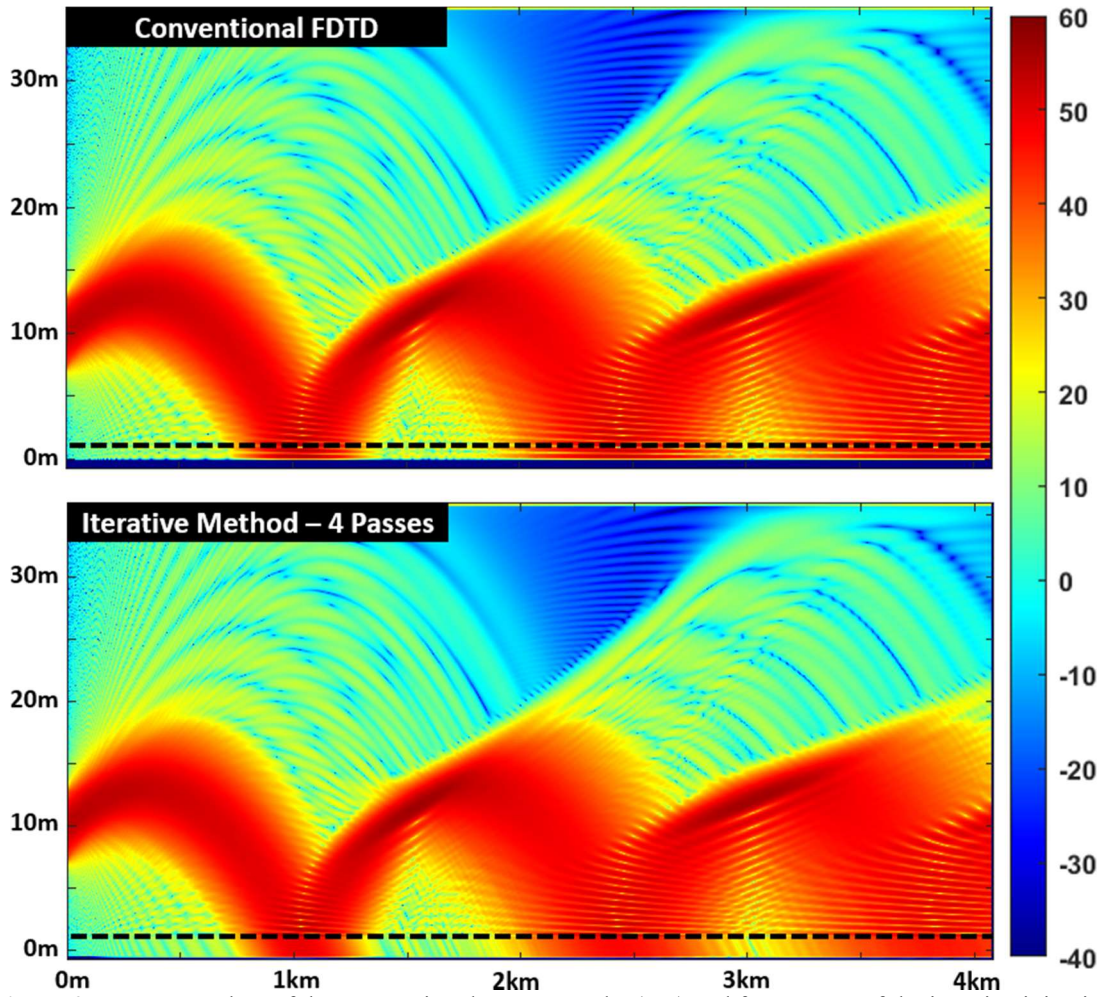 Conventional FDTD
30m
20m
10m
0m
Iterative Method – 4 Passes
30m
20m
10m
0m
0m 1km 2km 3km 4km
60
50
40
30
20
10
0
-10
-20
-30
-40